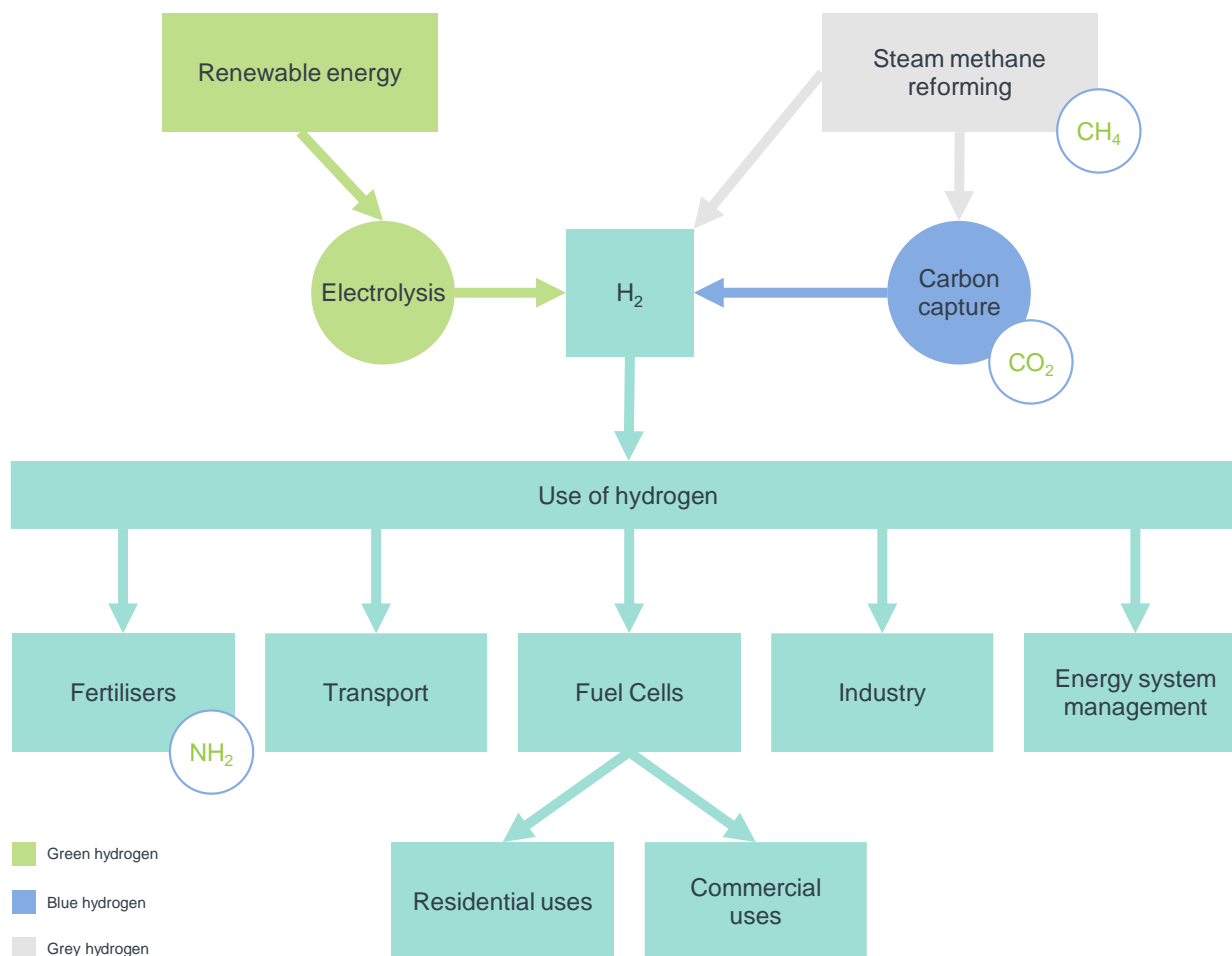 Renewable energy
Steam methane
reforming
CH₄
Electrolysis
H₂
Carbon
capture
CO₂
Use of hydrogen
Fertilisers
NH₂
Transport
Fuel Cells
Industry
Energy system
management
Residential uses
Commercial
uses
Green hydrogen
Blue hydrogen
Grey hydrogen